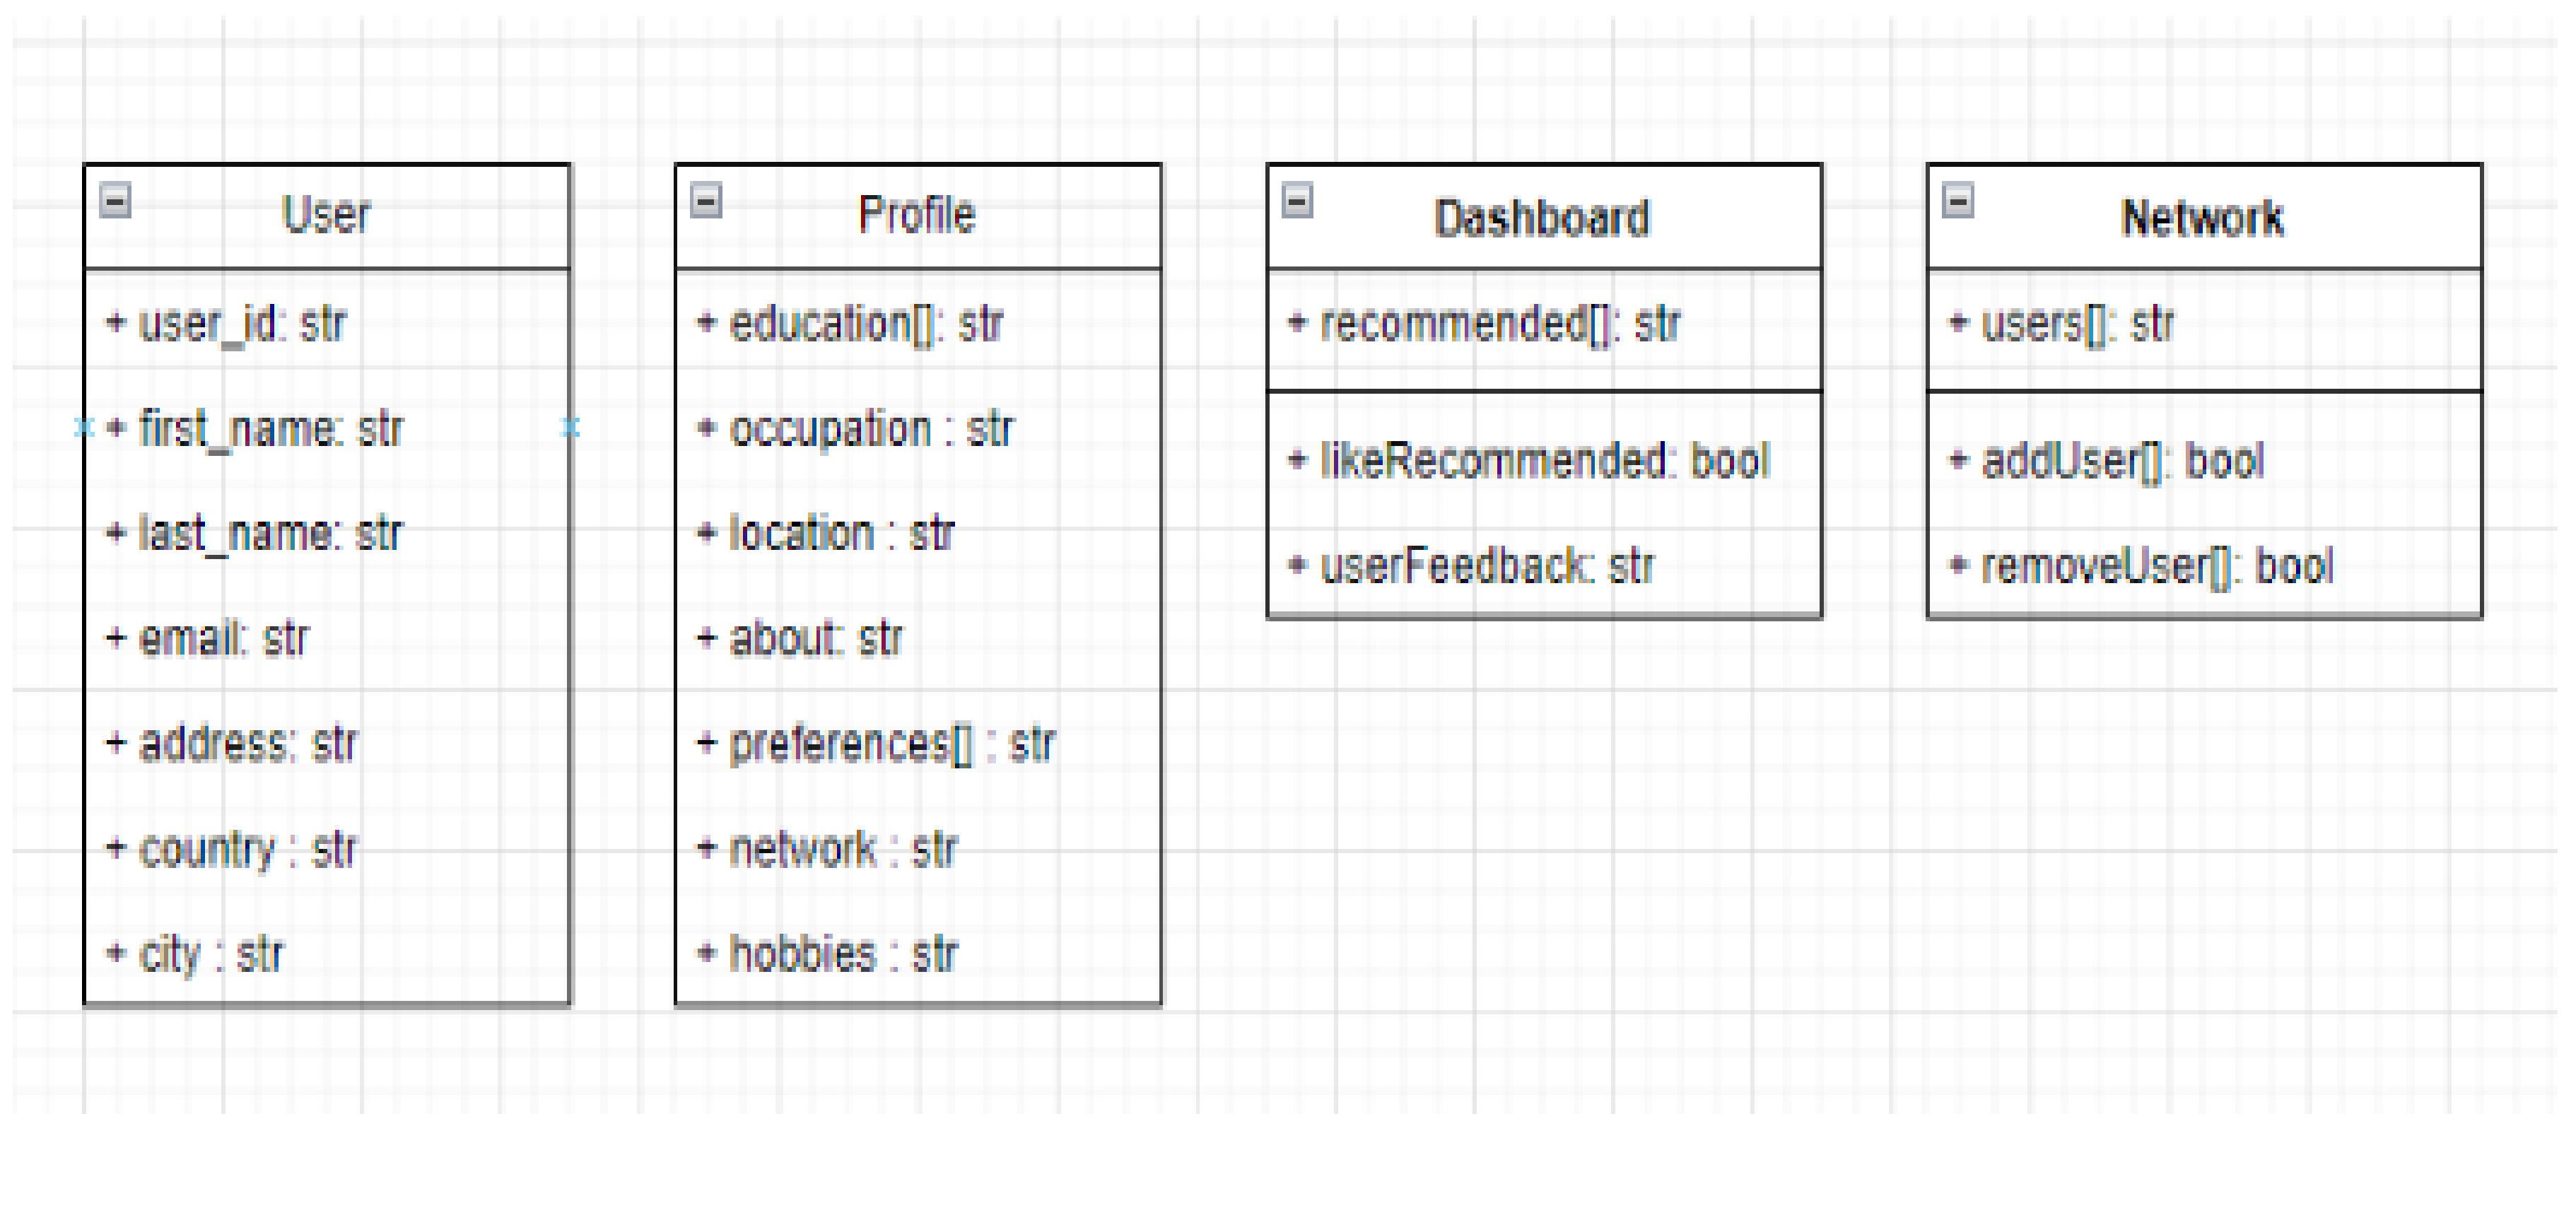 User
+ user_id: str
+ first_name: str
+ last_name: str
+ email: str
+ address: str
+ country : str
+ city : str
Profile
+ education[]: str
+ occupation : str
+ location : str
+ about: str
+ preferences[] : str
+ network : str
+ hobbies : str
Dashboard
+ recommended[]: str
+ likeRecommended: bool
+ userFeedback: str
Network
+ users[]: str
+ addUser[]: bool
+ removeUser[]: bool